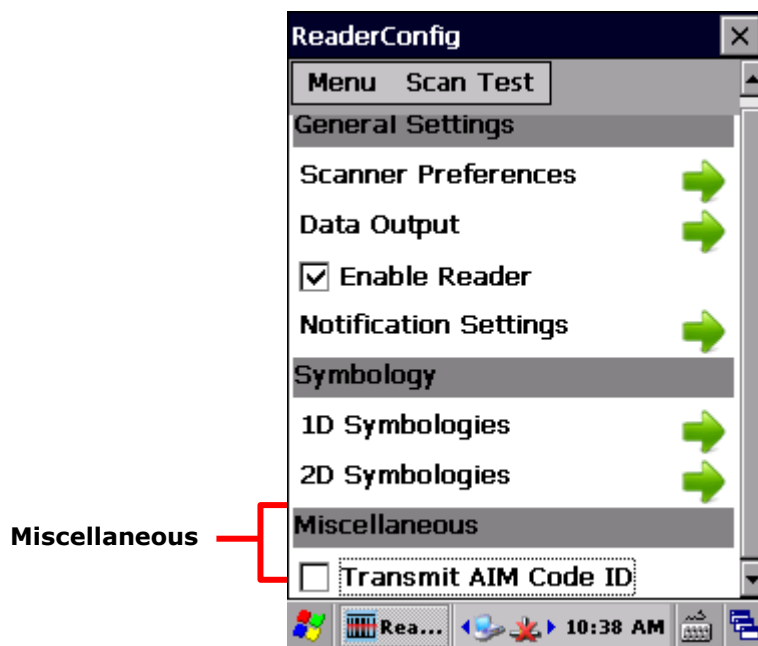 ReaderConfig
Menu Scan Test
General Settings
Scanner Preferences
Data Output
Enable Reader
Notification Settings
Symbology
1D Symbologies
2D Symbologies
Miscellaneous
Miscellaneous
Transmit AIM Code ID
Rea... 10:38 AM